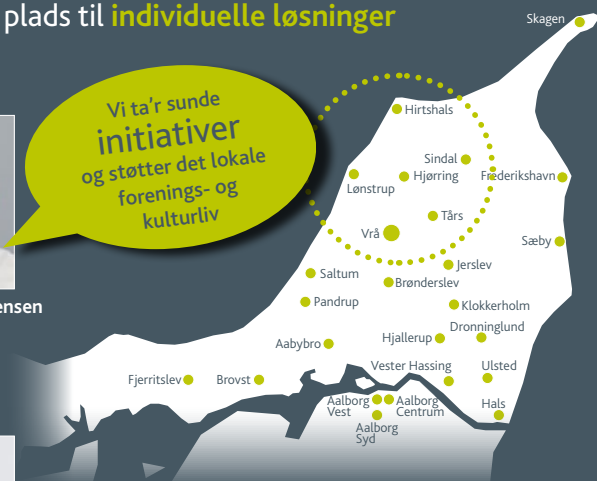 plads til individuelle løsninger
Vi ta'r sunde
initiativer
og støtter det lokale
forenings- og
kulturliv
ensen
Skagen
Hirtshals
Sindal
Hjørring
Frederikshavn
Lønstrup
Tårs
Vrå
Sæby
Jerslev
Saltum
Brønderslev
Pandrup
Klokkerholm
Dronninglund
Hjallerup
Aabybro
Vester Hassing
Ulsted
Fjerritslev
Brovst
Aalborg
Vest
Aalborg
Centrum
Hals
Aalborg
Syd